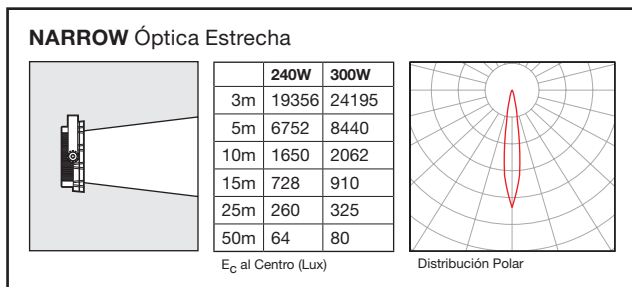 NARROW Óptica Estrecha
240W 300W
3m 19356 24195
5m 6752 8440
10m 1650 2062
15m 728 910
25m 260 325
50m 64 80
EC al Centro (Lux)
Distribución Polar